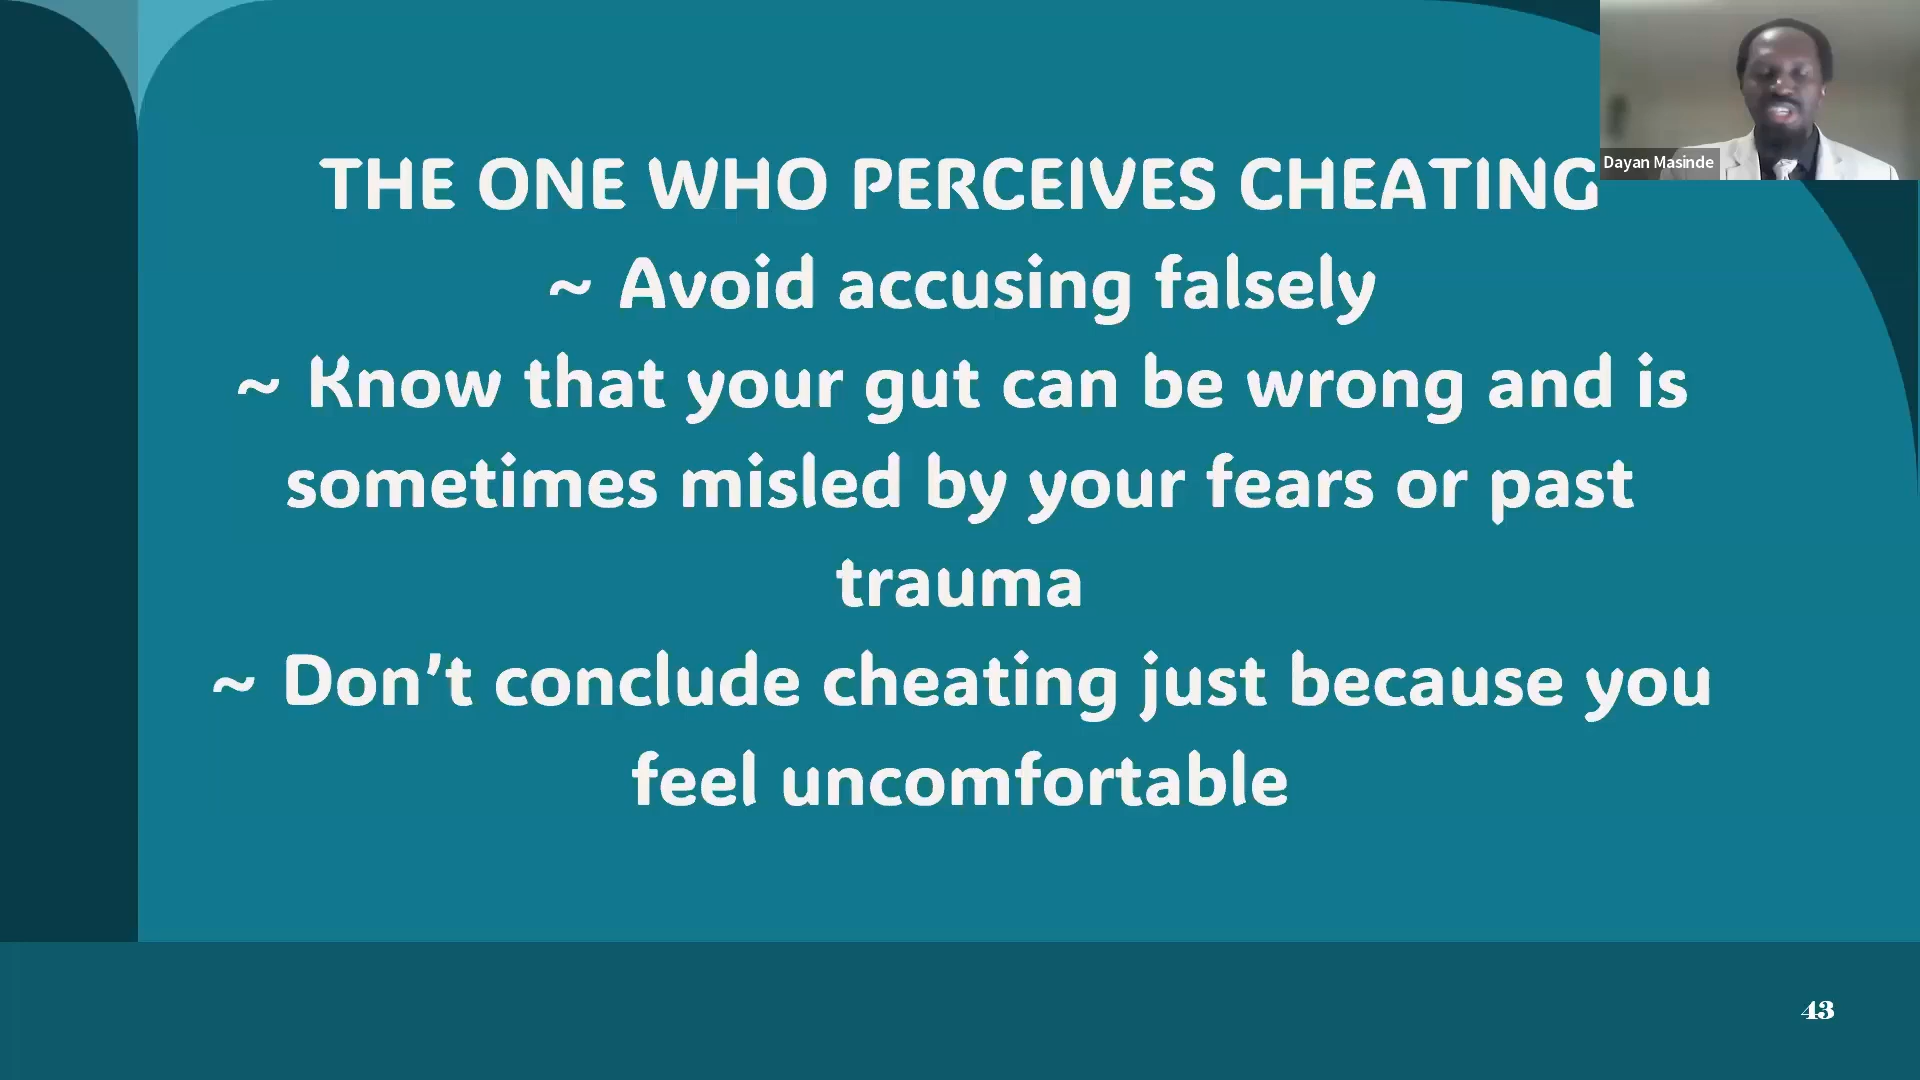 THE ONE WHO PERCEIVES CHEATING
~ Avoid accusing falsely
~ Know that your gut can be wrong and is
sometimes misled by your fears or past
trauma
~ Don’t conclude cheating just because you
feel uncomfortable
Dayan Masinde
43